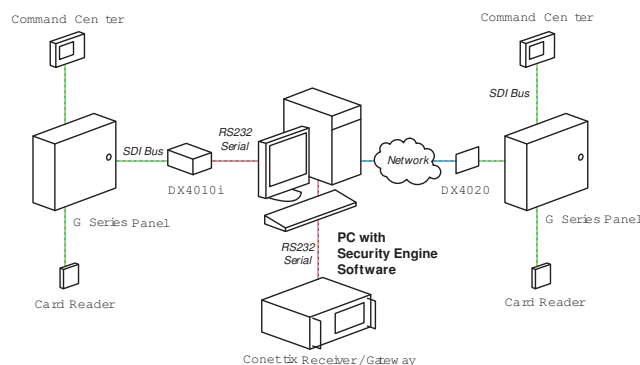 Command Center
Command Center
SDI Bus
RS232
Serial
SDI Bus
Network
DX4010i
DX4020
G Series Panel
G Series Panel
RS232
Serial
PC with
Security Engine
Software
Card Reader
Card Reader
Conettix Receiver/Gateway